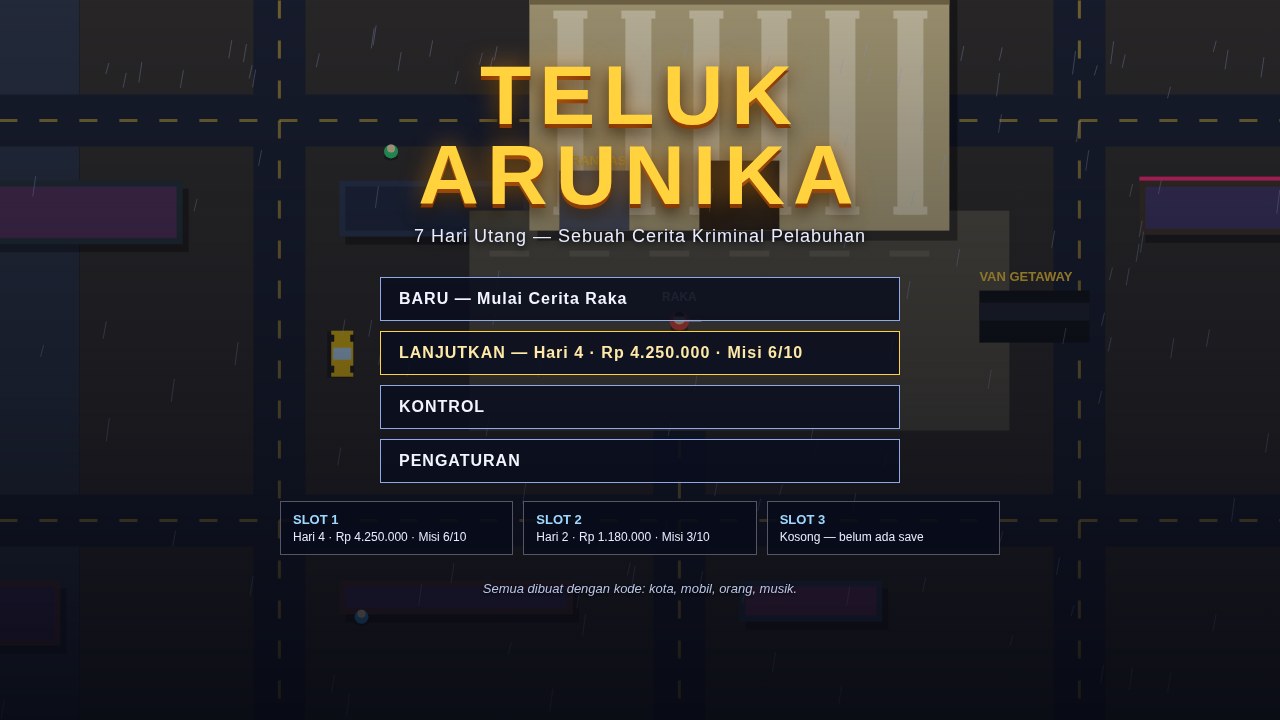 TELUK
ARUNIKA
7 Hari Utang — Sebuah Cerita Kriminal Pelabuhan
VAN GETAWAY
BARU — Mulai Cerita Raka
RAKA
LANJUTKAN — Hari 4 · Rp 4.250.000 · Misi 6/10
KONTROL
PENGATURAN
SLOT 1
Hari 4 · Rp 4.250.000 · Misi 6/10
SLOT 2
Hari 2 · Rp 1.180.000 · Misi 3/10
SLOT 3
Kosong — belum ada save
Semua dibuat dengan kode: kota, mobil, orang, musik.